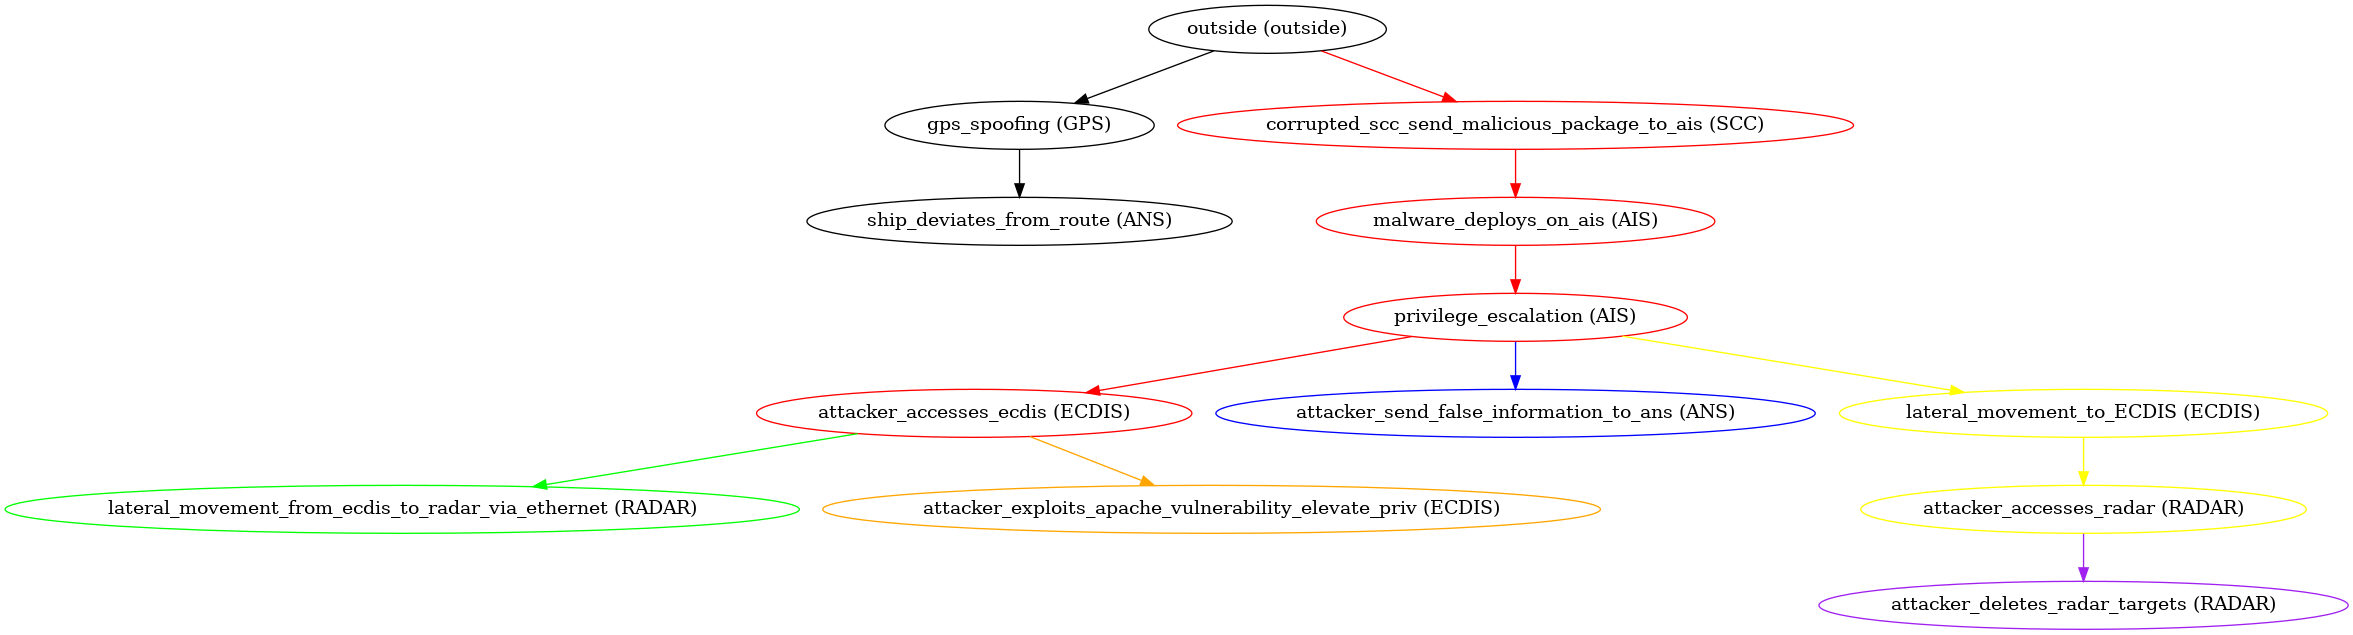 outside (outside)
gps_spoofing (GPS)
corrupted_scc_send_malicious_package_to_ais (SCC)
ship_deviates_from_route (ANS)
malware_deploys_on_ais (AIS)
privilege_escalation (AIS)
attacker_accesses_ecdis (ECDIS)
attacker_send_false_information_to_ans (ANS)
lateral_movement_to_ECDIS (ECDIS)
lateral_movement_from_ecdis_to_radar_via_ethernet (RADAR)
attacker_exploits_apache_vulnerability_elevate_priv (ECDIS)
attacker_accesses_radar (RADAR)
attacker_deletes_radar_targets (RADAR)